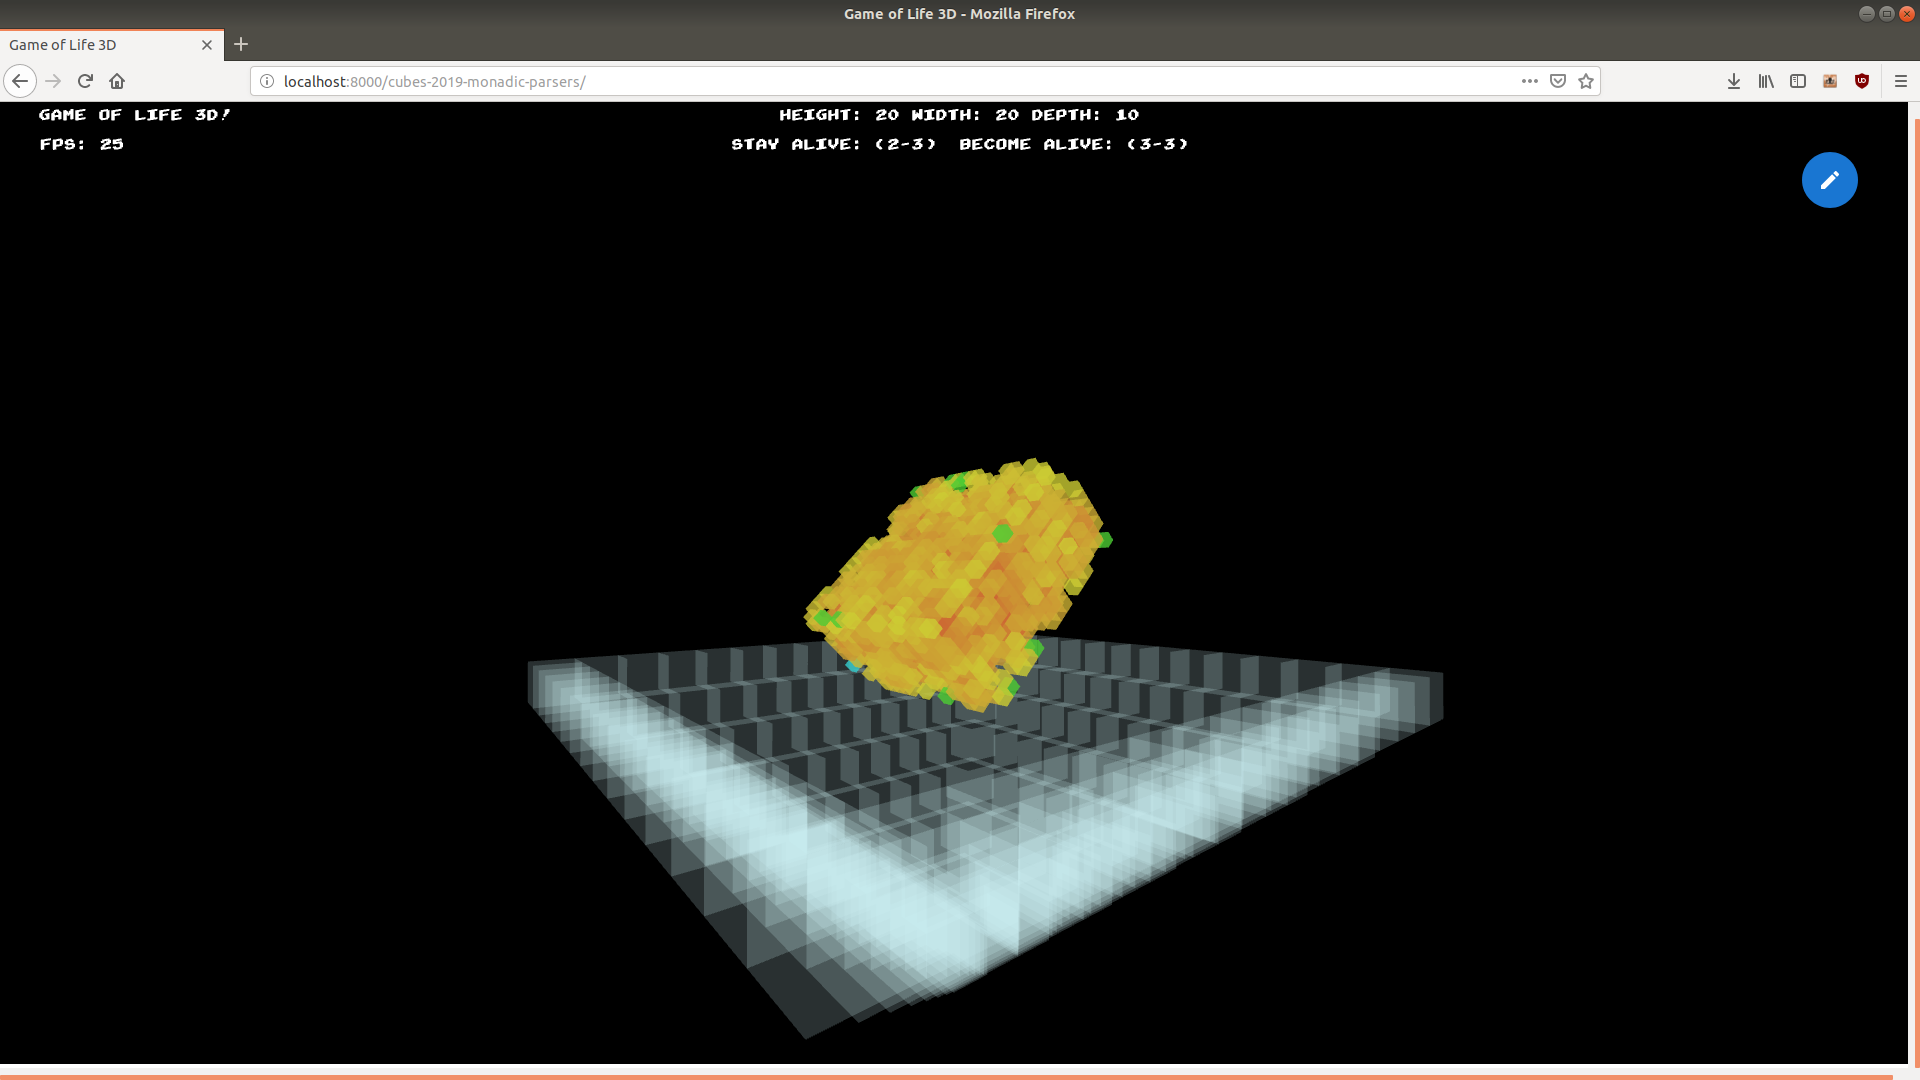 Game of Life 3D - Mozilla Firefox
Game of Life 3D
localhost:8000/cubes-2019-monadic-parsers/
GAME OF LIFE 3D!
HEIGHT: 20 WIDTH: 20 DEPTH: 10
FPS: 25
STAY ALIVE: (2-3) BECOME ALIVE: (3-3)